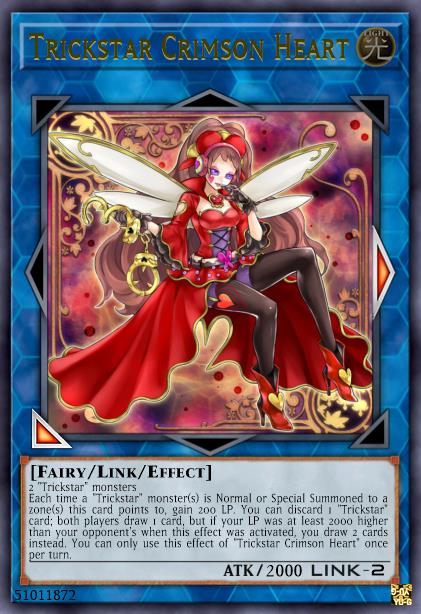 TRICKSTAR CRIMSON HEART
LIGHT
光
[FAIRY/LINK/EFFECT]
2 "Trickstar" monsters
Each time a "Trickstar" monster(s) is Normal or Special Summoned to a
zone(s) this card points to, gain 200 LP. You can discard 1 "Trickstar"
card; both players draw 1 card, but if your LP was at least 2000 higher
than your opponent's when this effect was activated, you draw 2 cards
instead. You can only use this effect of "Trickstar Crimson Heart" once
per turn.
ATK/2000 LINK-2
51011872